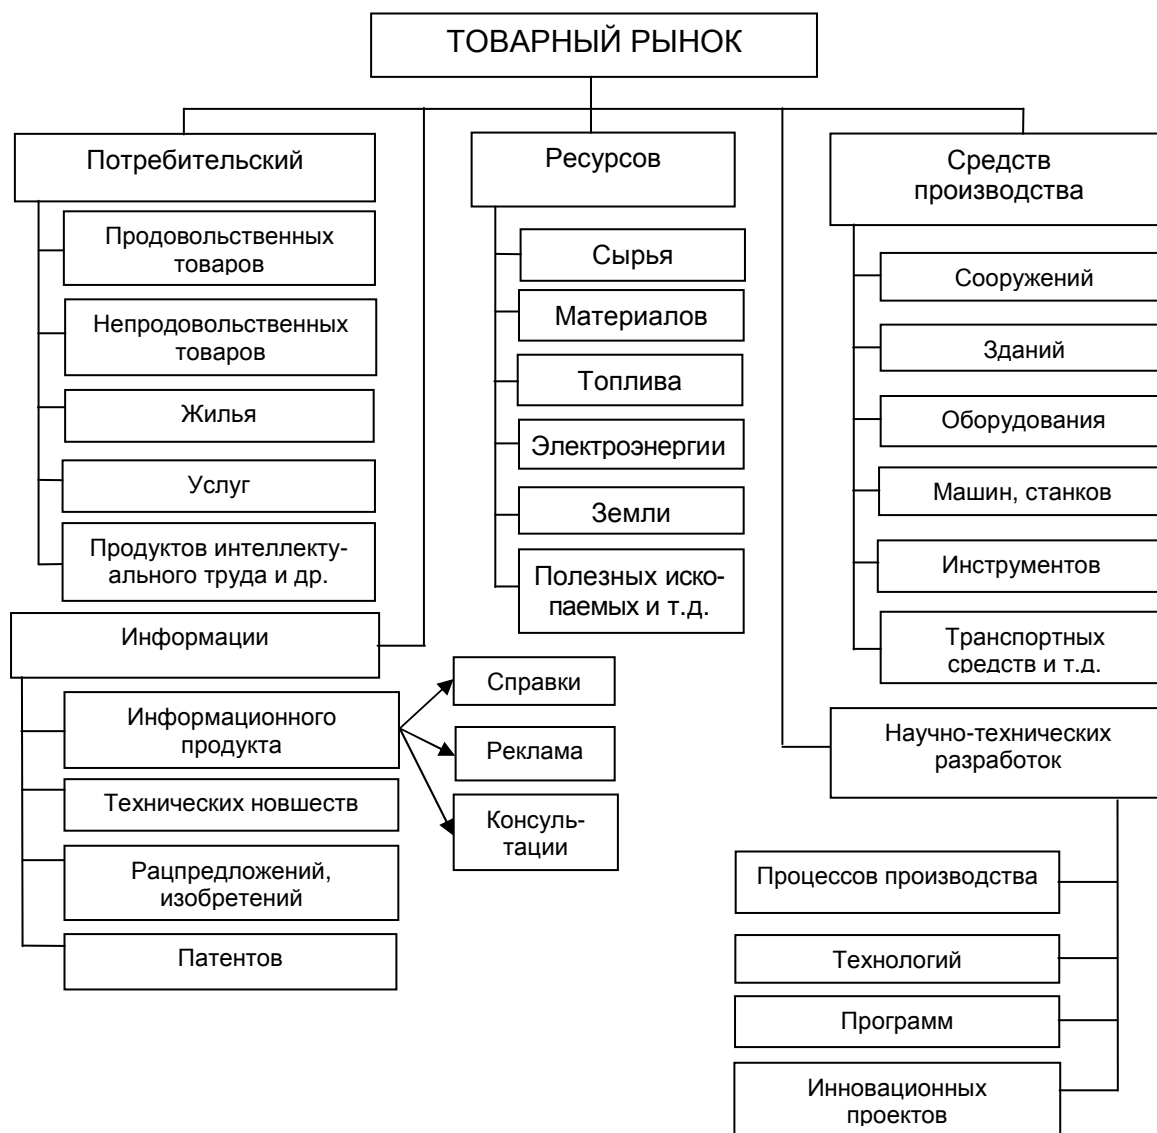 ТОВАРНЫЙ РЫНОК
Потребительский
Продовольственных
товаров
Непродовольственных
товаров
Жилья
Услуг
Продуктов интеллекту-
ального труда и др.
Ресурсов
Сырья
Материалов
Топлива
Электроэнергии
Земли
Полезных иско-
паемых и т.д.
Средств
производства
Сооружений
Зданий
Оборудования
Машин, станков
Инструментов
Транспортных
средств и т.д.
Информации
Информационного
продукта
Справки
Реклама
Консуль-
тации
Технических новшеств
Рацпредложений,
изобретений
Патентов
Научно-технических
разработок
Процессов производства
Технологий
Программ
Инновационных
проектов